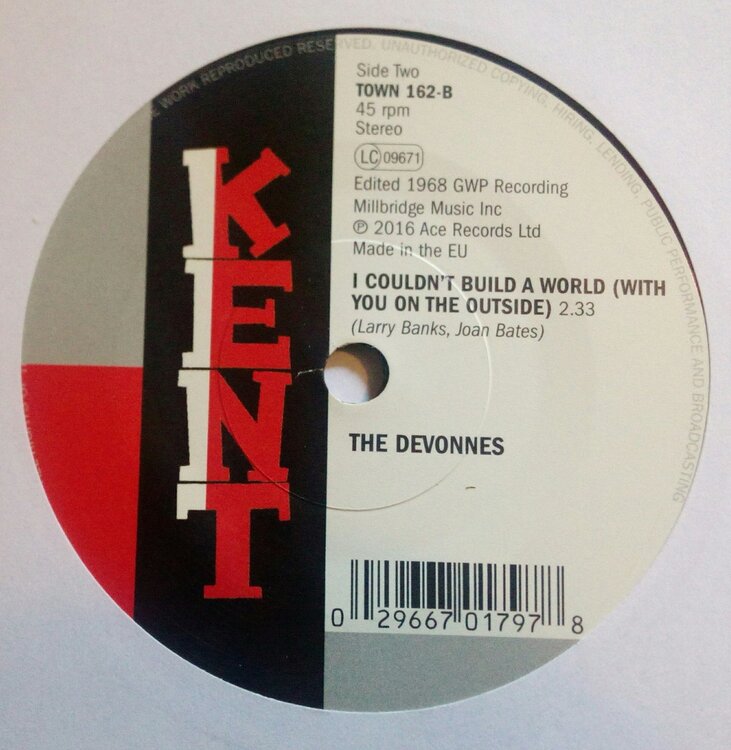 WORK REPRODUCED RESERVED. UNAUTHORIZED COPYING, HIRING, LENDING, PUBLIC PERFORMANCE AND BROADCASTING
Side Two
TOWN 162-B
45 rpm
Stereo
LC 09671
Edited 1968 GWP Recording
Millbridge Music Inc
℗ 2016 Ace Records Ltd
Made in the EU
I COULDN'T BUILD A WORLD (WITH
YOU ON THE OUTSIDE) 2.33
(Larry Banks, Joan Bates)
KENT
THE DEVONNES
0 29667 01797 8